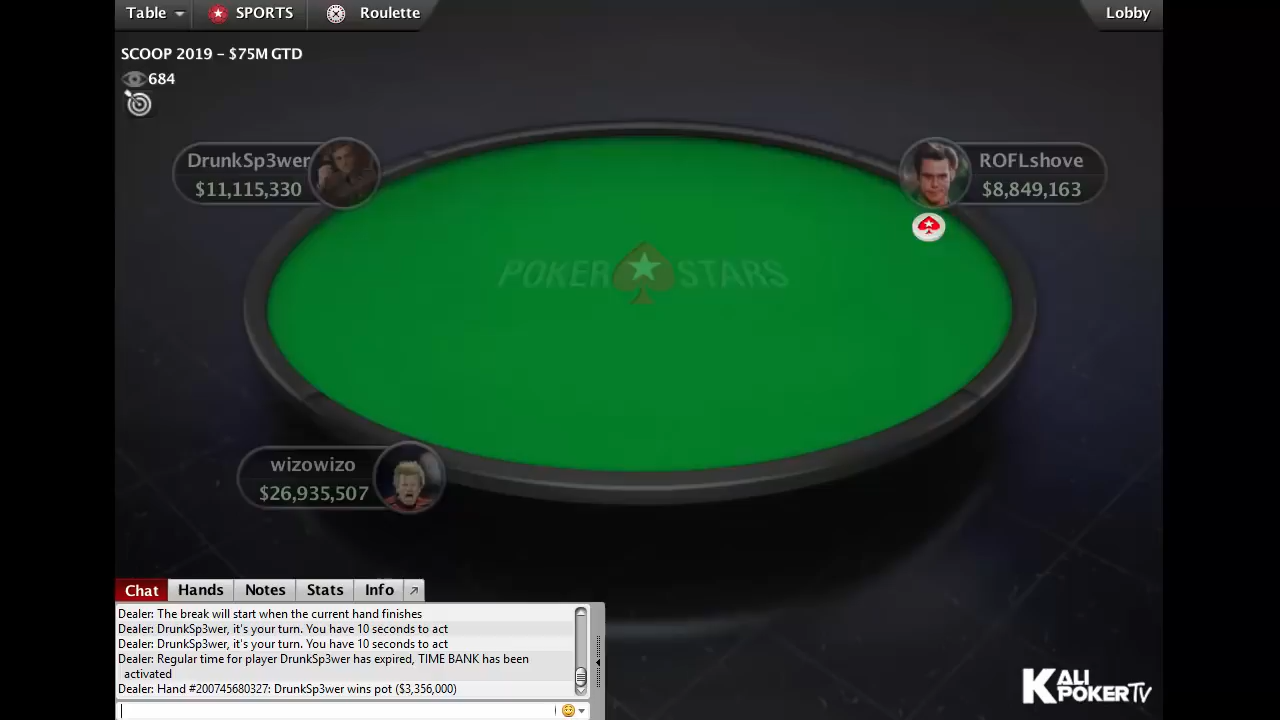 Table
SPORTS
Roulette
Lobby
SCOOP 2019 – $75M GTD
684
DrunkSp3wer
$11,115,330
ROFLshove
$8,849,163
POKER STARS
wizowizo
$26,935,507
Chat
Hands
Notes
Stats
Info
Dealer: The break will start when the current hand finishes
Dealer: DrunkSp3wer, it's your turn. You have 10 seconds to act
Dealer: DrunkSp3wer, it's your turn. You have 10 seconds to act
Dealer: Regular time for player DrunkSp3wer has expired, TIME BANK has been
activated
Dealer: Hand #200745680327: DrunkSp3wer wins pot ($3,356,000)
KALI
POKERTV